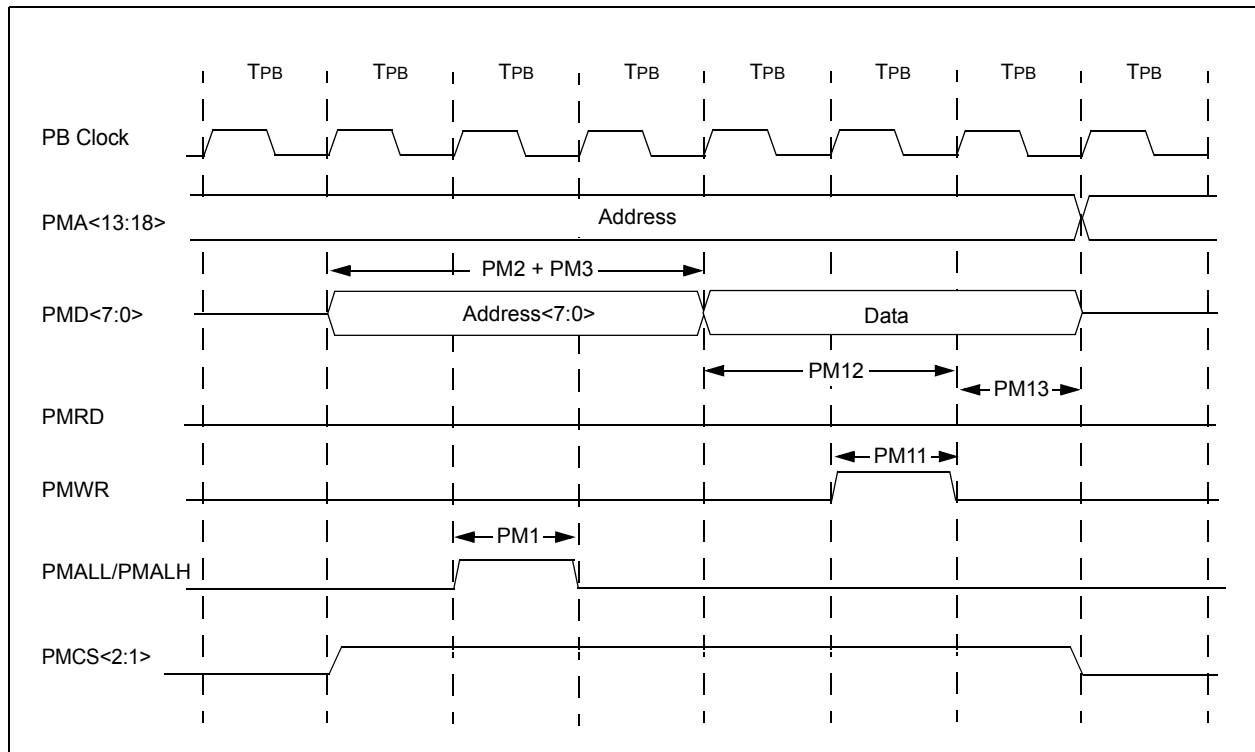 TPB TPB TPB TPB TPB TPB TPB TPB
PB Clock
PMA<13:18>
Address
PM2 + PM3
PMD<7:0>
Address<7:0>
Data
PM12
PM13
PMRD
PM11
PMWR
PM1
PMALL/PMALH
PMCS<2:1>